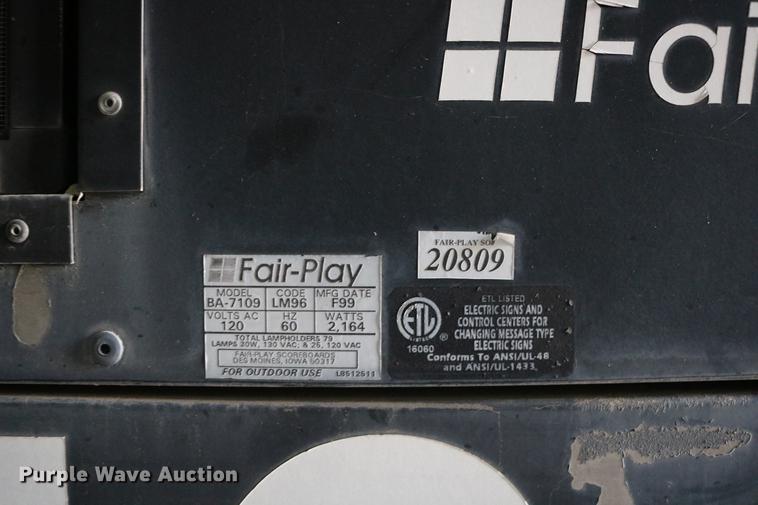 Fai
FAIR-PLAY SO#
20809
Fair-Play
MODEL CODE MFG DATE
BA-7109 LM96 F99
VOLTS AC HZ WATTS
120 60 2,164
TOTAL LAMPHOLDERS 79
LAMPS 20W, 130 VAC; & 25, 120 VAC
FAIR-PLAY SCOREBOARDS
DES MOINES, IOWA 50317
FOR OUTDOOR USE L8512511
ETL LISTED
ELECTRIC SIGNS AND
CONTROL CENTERS FOR
CHANGING MESSAGE TYPE
ELECTRIC SIGNS
ETL
LISTED
16060
Conforms To ANSI/UL-48
and ANSI/UL-1433
Purple Wave Auction